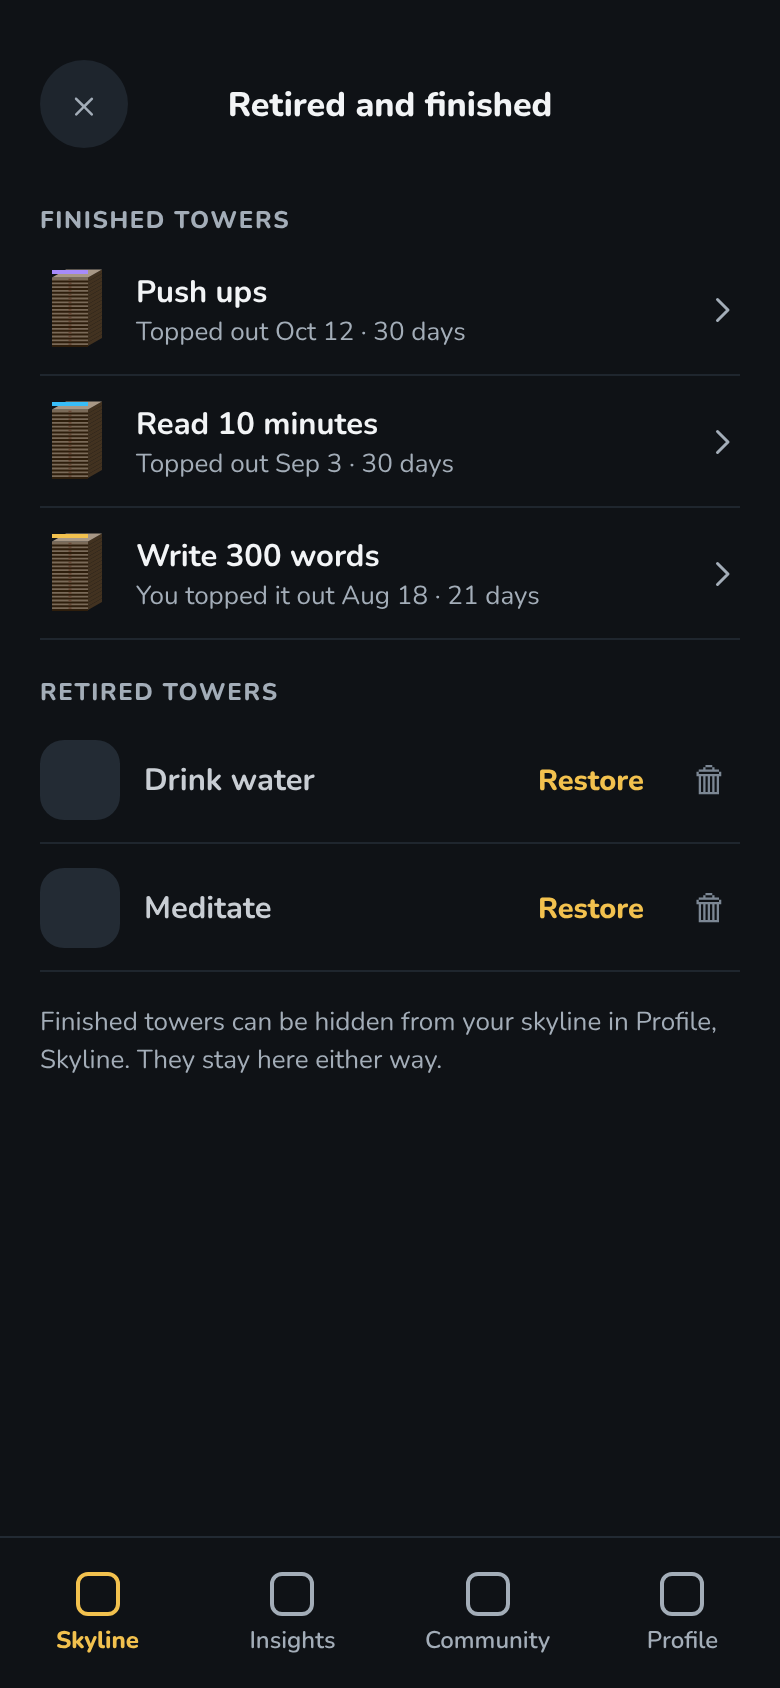 Retired and finished
FINISHED TOWERS
Push ups
Topped out Oct 12 · 30 days
Read 10 minutes
Topped out Sep 3 · 30 days
Write 300 words
You topped it out Aug 18 · 21 days
RETIRED TOWERS
Drink water Restore
Meditate Restore
Finished towers can be hidden from your skyline in Profile,
Skyline. They stay here either way.
Skyline Insights Community Profile